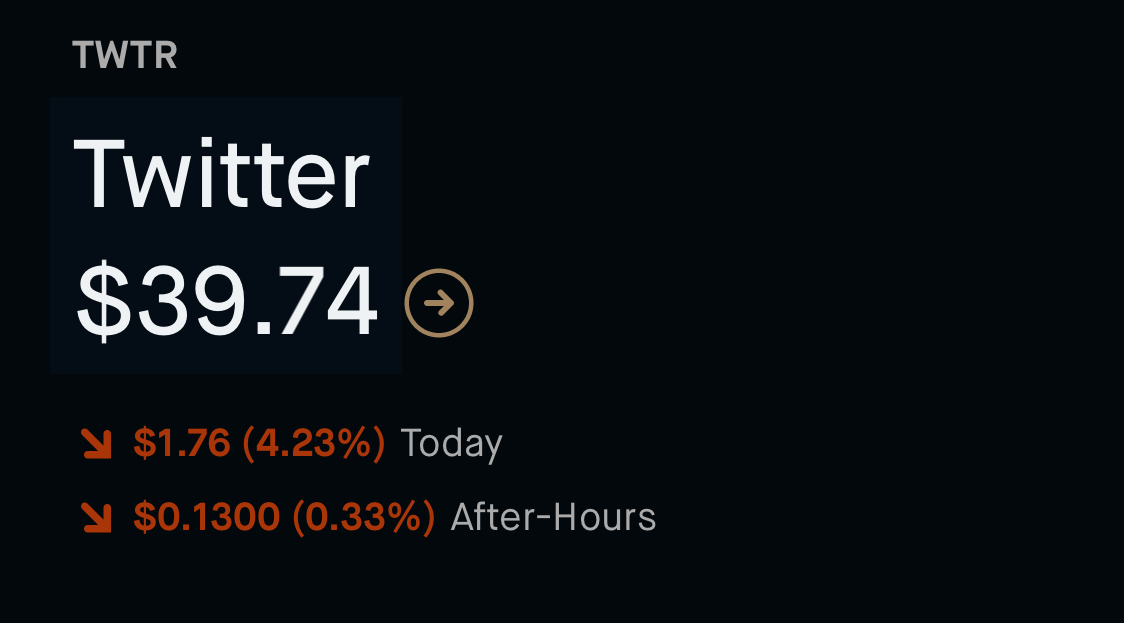 TWTR
Twitter
$39.74
$1.76 (4.23%) Today
$0.1300 (0.33%) After-Hours